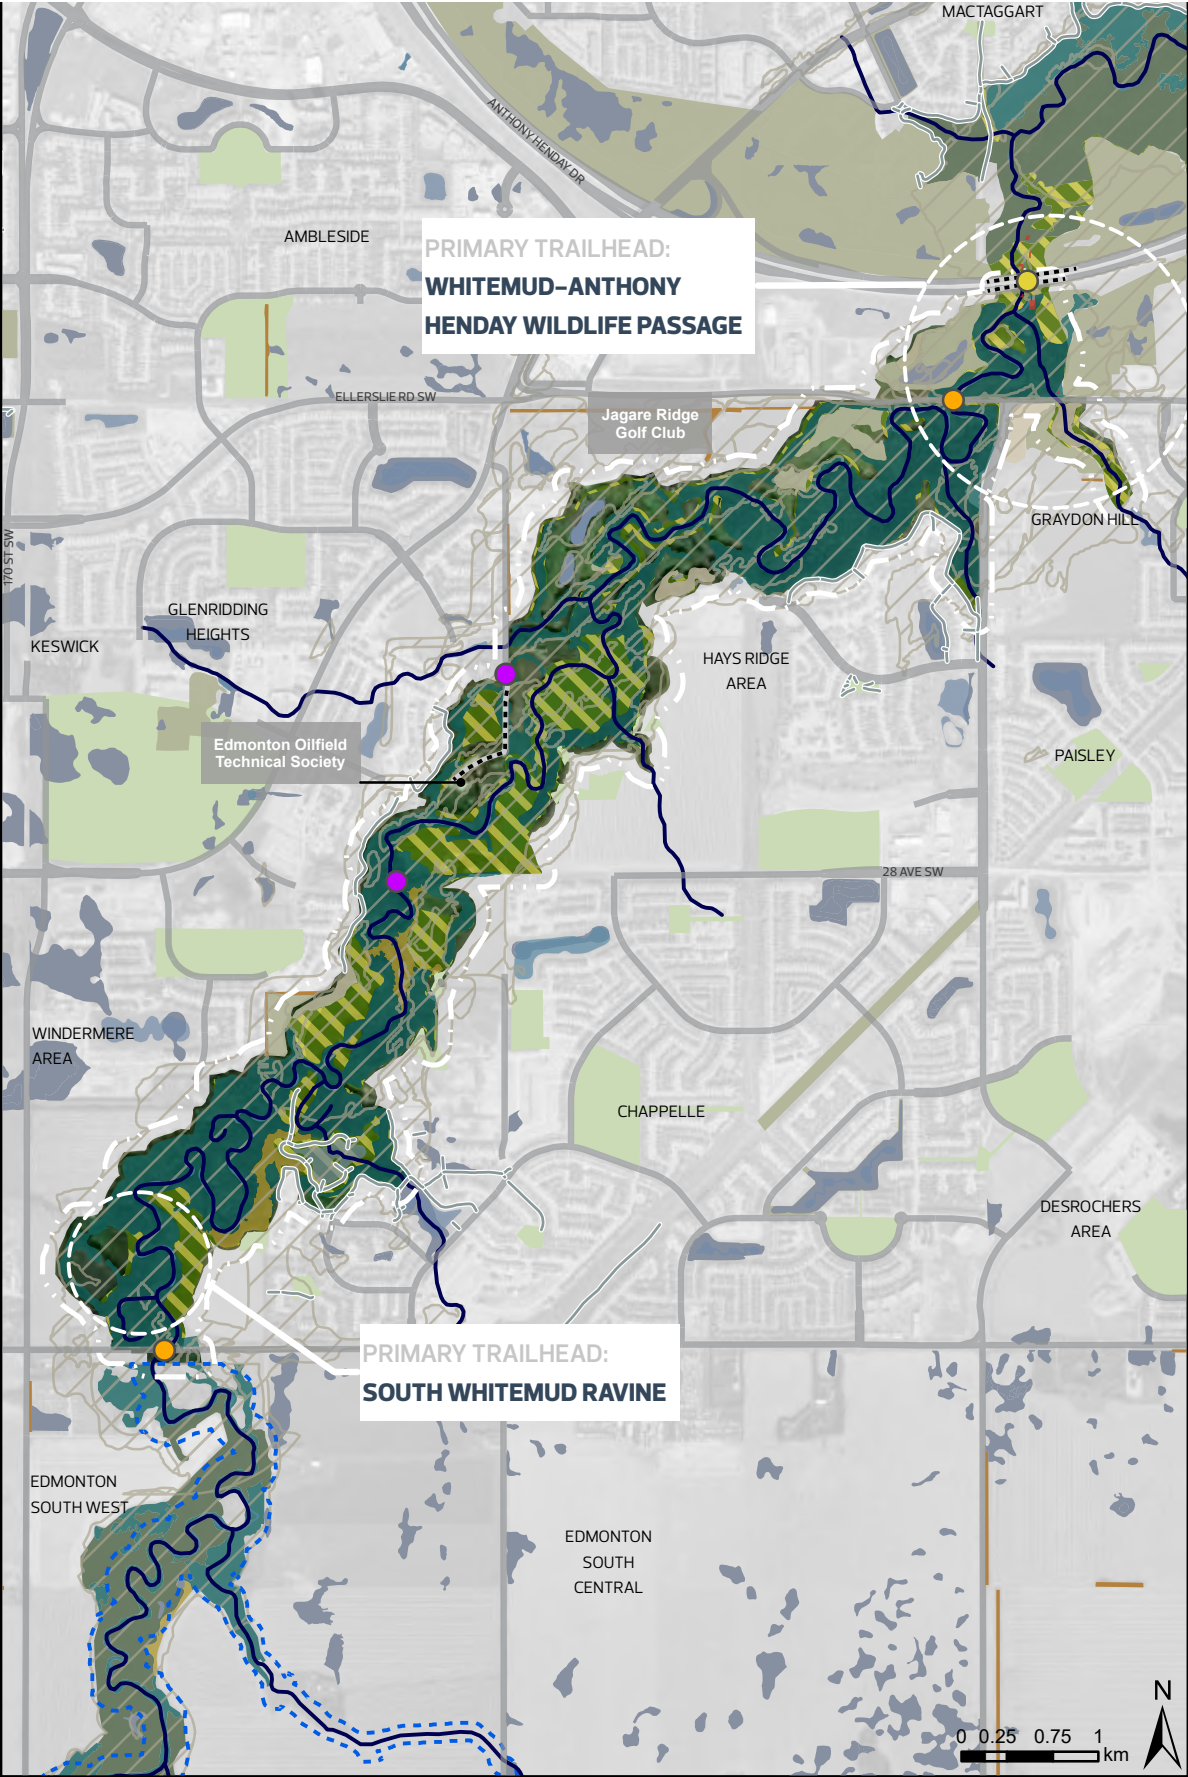 MACTAGGART
ANTHONY HENDAY DR
AMBLESIDE
PRIMARY TRAILHEAD:
WHITEMUD–ANTHONY
HENDAY WILDLIFE PASSAGE
ELLERSLIE RD SW
Jagare Ridge
Golf Club
GRAYDON HILL
170 ST SW
GLENRIDDING
HEIGHTS
KESWICK
HAYS RIDGE
AREA
Edmonton Oilfield
Technical Society
PAISLEY
28 AVE SW
WINDERMERE
AREA
CHAPPELLE
DESROCHERS
AREA
PRIMARY TRAILHEAD:
SOUTH WHITEMUD RAVINE
EDMONTON
SOUTH WEST
EDMONTON
SOUTH
CENTRAL
N
0 0.25 0.75 1
km